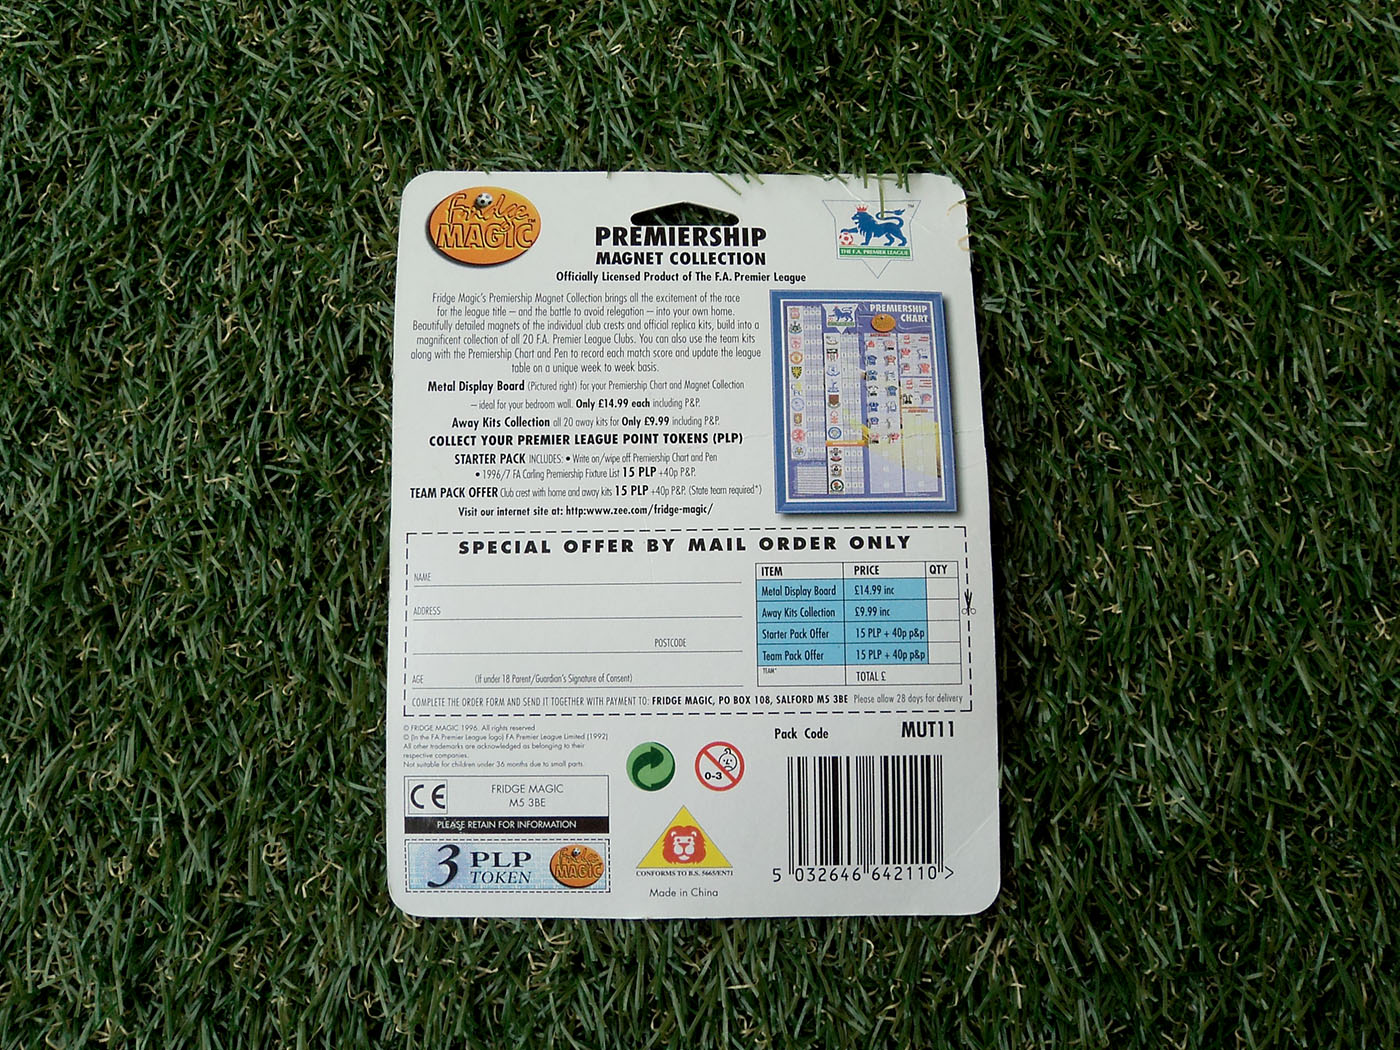 Fridge MAGIC™
PREMIERSHIP
MAGNET COLLECTION
Officially Licensed Product of The F.A. Premier League
™
THE F.A. PREMIER LEAGUE
Fridge Magic's Premiership Magnet Collection brings all the excitement of the race
for the league title – and the battle to avoid relegation – into your own home.
Beautifully detailed magnets of the individual club crests and official replica kits, build into a
magnificent collection of all 20 F.A. Premier League Clubs. You can also use the team kits
along with the Premiership Chart and Pen to record each match score and update the league
table on a unique week to week basis.
Metal Display Board (Pictured right) for your Premiership Chart and Magnet Collection
– ideal for your bedroom wall. Only £14.99 each including P&P.
Away Kits Collection all 20 away kits for Only £9.99 including P&P.
COLLECT YOUR PREMIER LEAGUE POINT TOKENS (PLP)
STARTER PACK INCLUDES: • Write on/wipe off Premiership Chart and Pen
• 1996/7 FA Carling Premiership Fixture List 15 PLP +40p P&P.
TEAM PACK OFFER Club crest with home and away kits 15 PLP +40p P&P. (State team required*)
Visit our internet site at: http:www.zee.com/fridge-magic/
PREMIERSHIP
CHART
SPECIAL OFFER BY MAIL ORDER ONLY
NAME
ADDRESS
POSTCODE
AGE (If under 18 Parent/Guardian's Signature of Consent)
ITEM PRICE QTY
Metal Display Board £14.99 inc
Away Kits Collection £9.99 inc
Starter Pack Offer 15 PLP + 40p p&p
Team Pack Offer 15 PLP + 40p p&p
TEAM* TOTAL £
COMPLETE THE ORDER FORM AND SEND IT TOGETHER WITH PAYMENT TO: FRIDGE MAGIC, PO BOX 108, SALFORD M5 3BE Please allow 28 days for delivery
© FRIDGE MAGIC 1996. All rights reserved
© (In the FA Premier League logo) FA Premier League Limited (1992)
All other trademarks are acknowledged as belonging to their
respective companies.
Not suitable for children under 36 months due to small parts.
CE
FRIDGE MAGIC
M5 3BE
PLEASE RETAIN FOR INFORMATION
3 PLP
TOKEN
Fridge MAGIC
0-3
CONFORMS TO B.S. 5665/EN71
Made in China
Pack Code MUT11
5 032646 642110 >